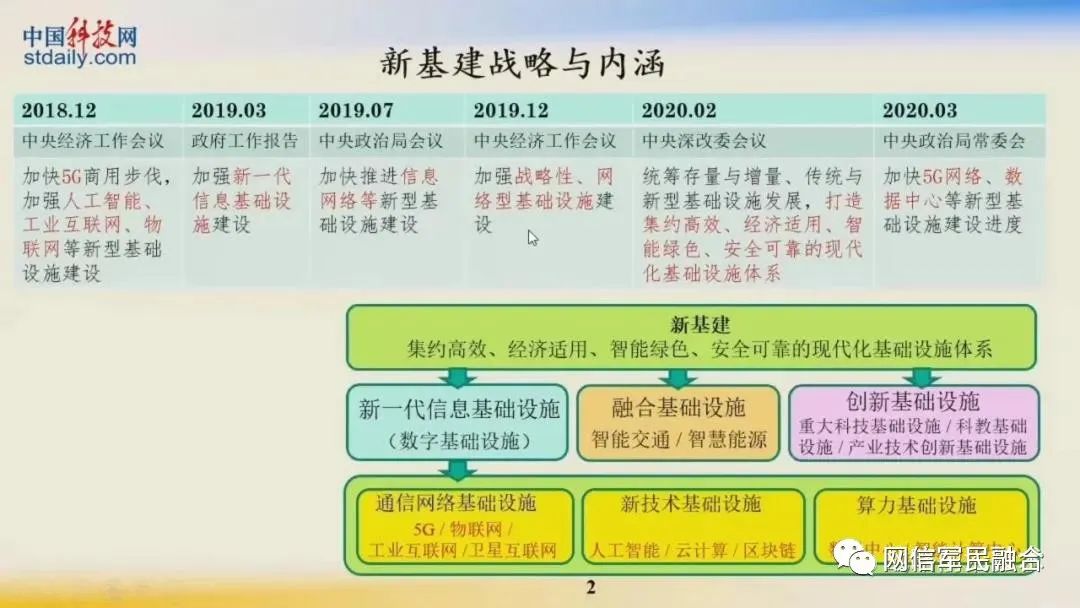 中国科技网
stdaily.com
新基建战略与内涵
2018.12 2019.03 2019.07 2019.12 2020.02 2020.03
中央经济工作会议 政府工作报告 中央政治局会议 中央经济工作会议 中央深改委会议 中央政治局常委会
加快5G商用步伐，
加强人工智能、
工业互联网、物
联网等新型基础
设施建设
加强新一代
信息基础设
施建设
加快推进信息
网络等新型基
础设施建设
加强战略性、网
络型基础设施建
设
统筹存量与增量、传统与
新型基础设施发展，打造
集约高效、经济适用、智
能绿色、安全可靠的现代
化基础设施体系
加快5G网络、数
据中心等新型基
础设施建设进度
新基建
集约高效、经济适用、智能绿色、安全可靠的现代化基础设施体系
新一代信息基础设施
（数字基础设施）
融合基础设施
智能交通 / 智慧能源
创新基础设施
重大科技基础设施 / 科教基础
设施 / 产业技术创新基础设施
通信网络基础设施
5G / 物联网 /
工业互联网 /卫星互联网
新技术基础设施
人工智能 / 云计算 / 区块链
算力基础设施
网信军民融合
2